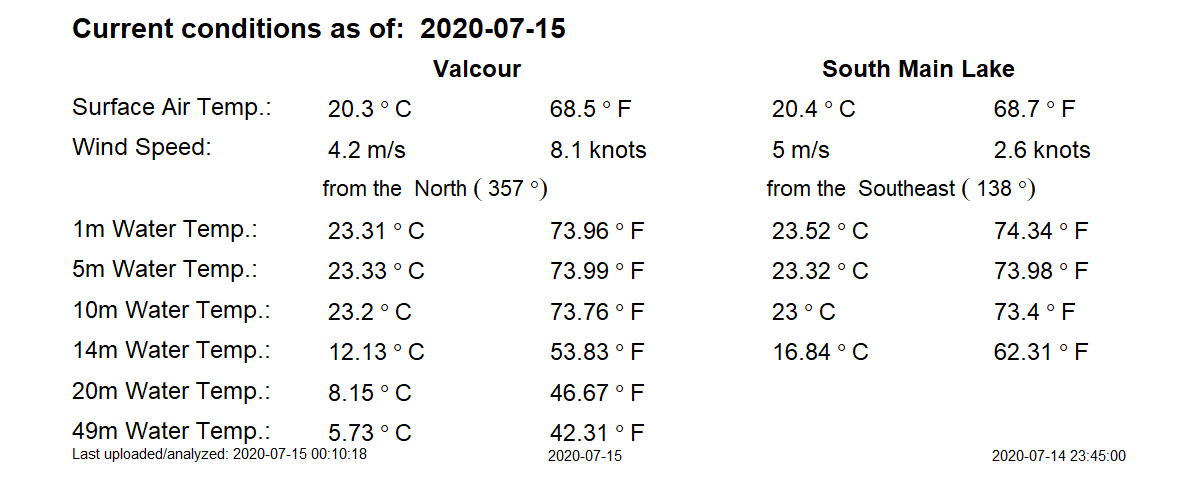 Current conditions as of: 2020-07-15
Valcour South Main Lake
Surface Air Temp.: 20.3 ° C 68.5 ° F 20.4 ° C 68.7 ° F
Wind Speed: 4.2 m/s 8.1 knots 5 m/s 2.6 knots
from the North ( 357 °) from the Southeast ( 138 °)
1m Water Temp.: 23.31 ° C 73.96 ° F 23.52 ° C 74.34 ° F
5m Water Temp.: 23.33 ° C 73.99 ° F 23.32 ° C 73.98 ° F
10m Water Temp.: 23.2 ° C 73.76 ° F 23 ° C 73.4 ° F
14m Water Temp.: 12.13 ° C 53.83 ° F 16.84 ° C 62.31 ° F
20m Water Temp.: 8.15 ° C 46.67 ° F
49m Water Temp.: 5.73 ° C 42.31 ° F
Last uploaded/analyzed: 2020-07-15 00:10:18 2020-07-15 2020-07-14 23:45:00